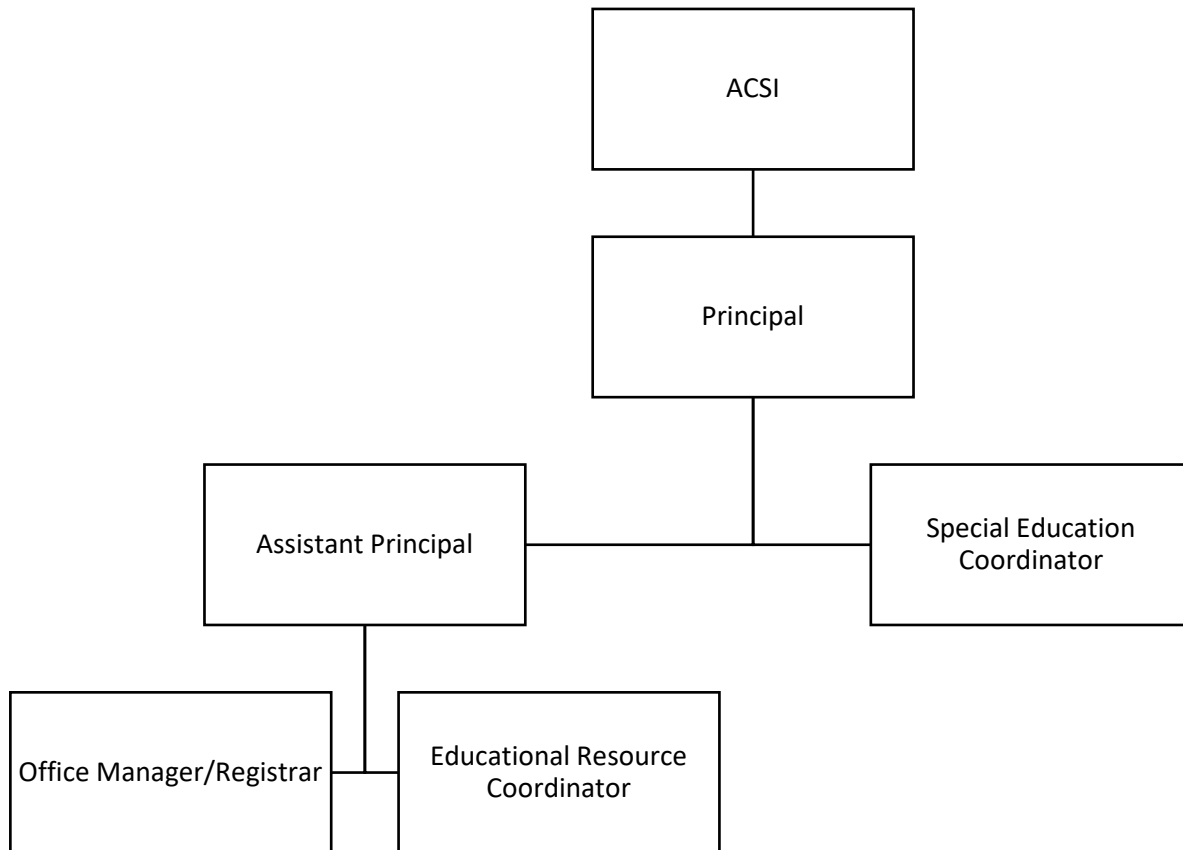 ACSI
Principal
Assistant Principal
Special Education
Coordinator
Office Manager/Registrar
Educational Resource
Coordinator